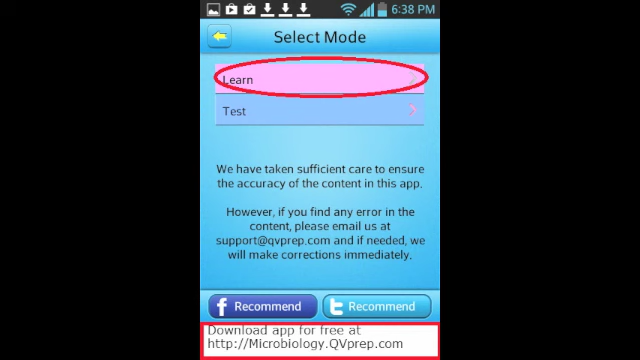 6:38 PM
Select Mode
Learn
Test
We have taken sufficient care to ensure
the accuracy of the content in this app.
However, if you find any error in the
content, please email us at
support@qvprep.com and if needed, we
will make corrections immediately.
Recommend
Recommend
Download app for free at
http://Microbiology.QVprep.com